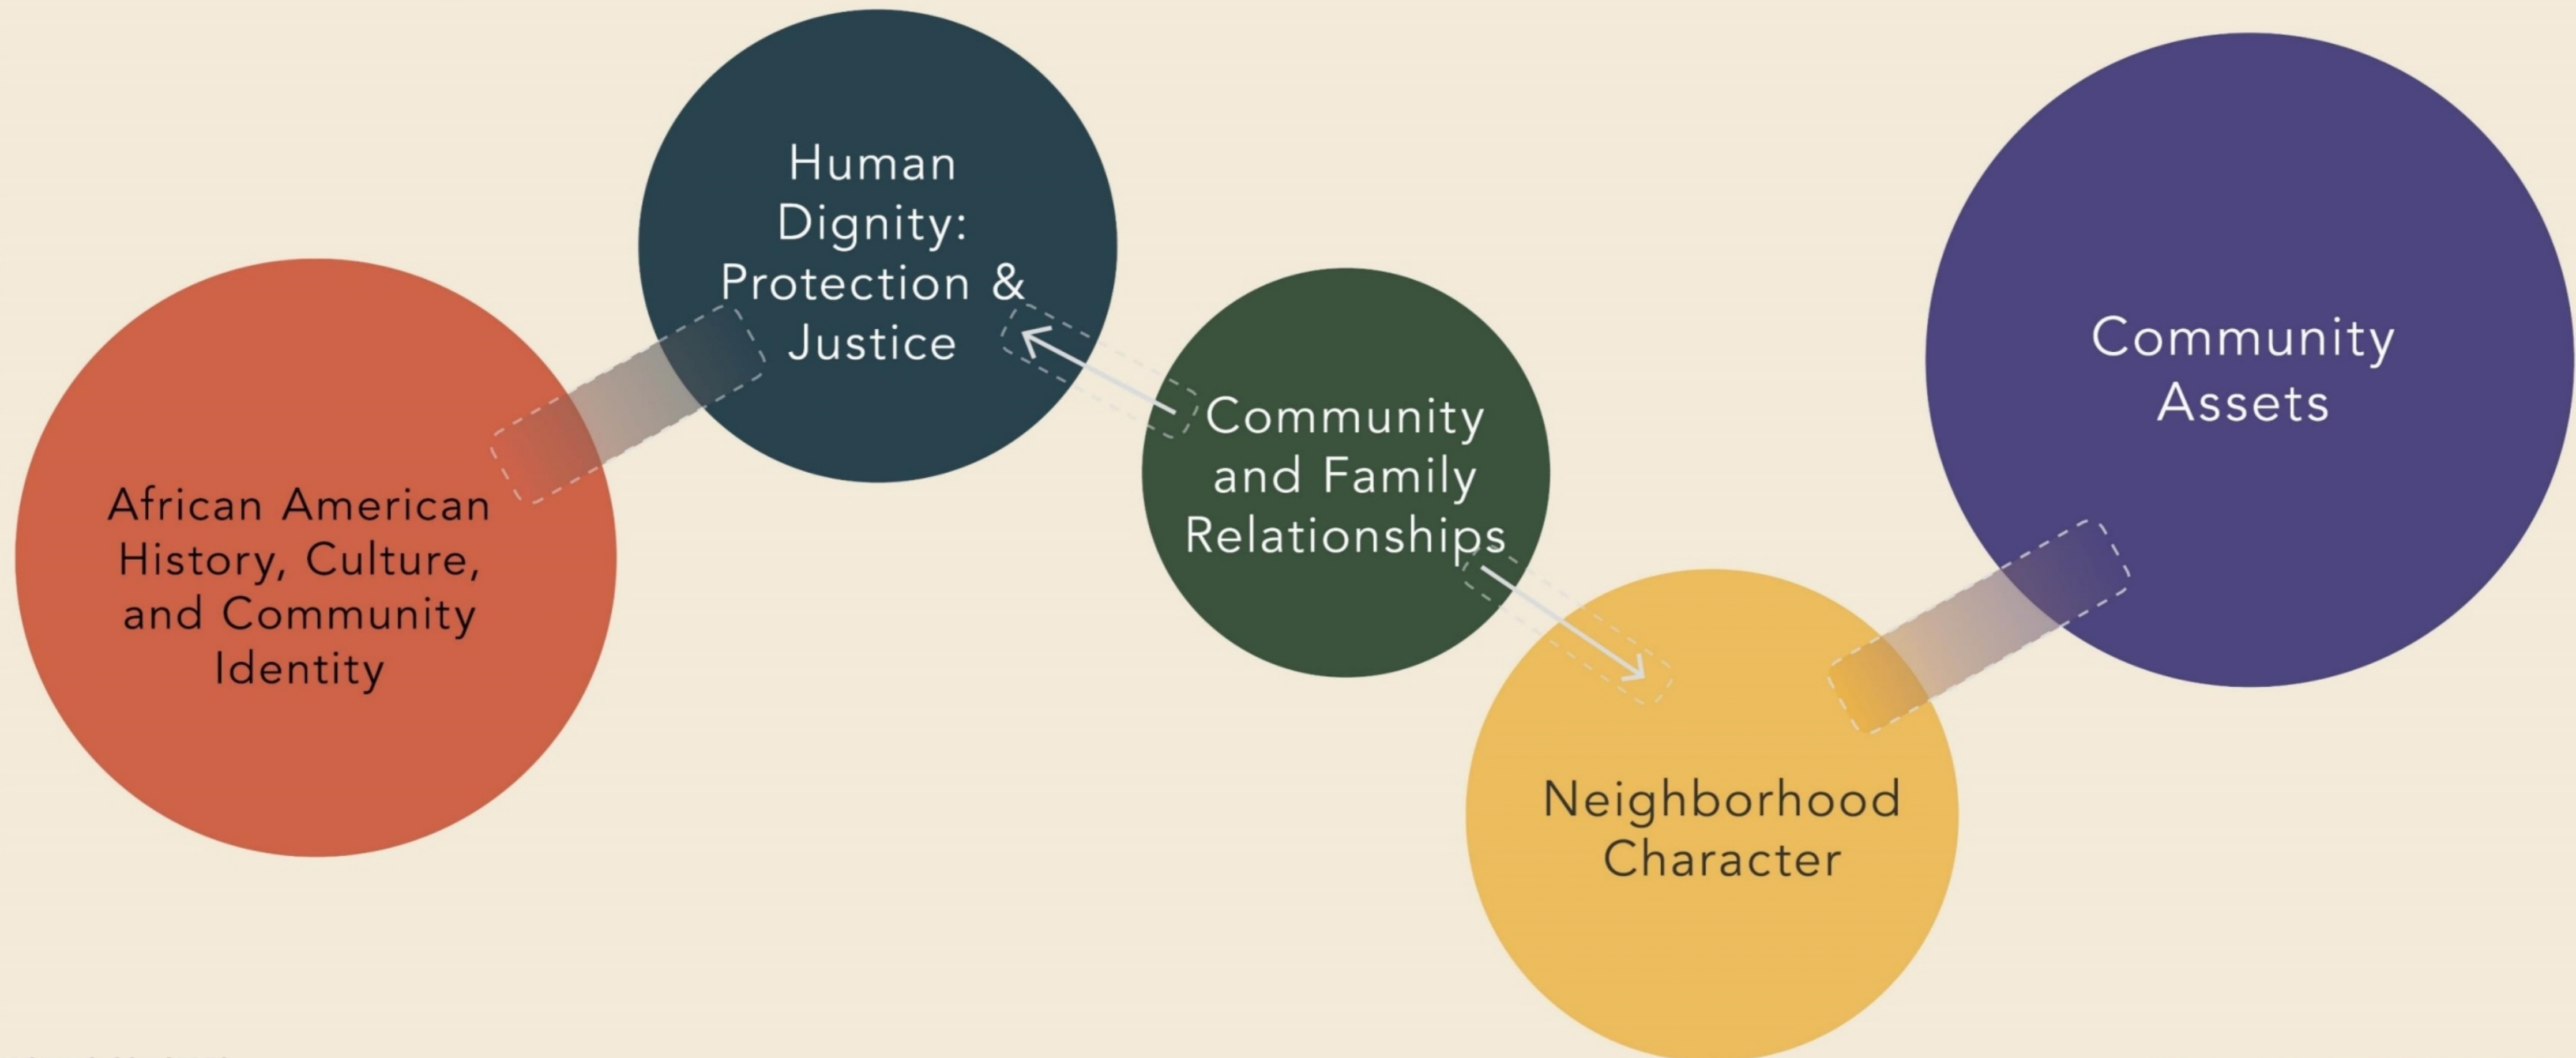 African American
History, Culture,
and Community
Identity
Human
Dignity:
Protection &
Justice
Community
and Family
Relationships
Neighborhood
Character
Community
Assets